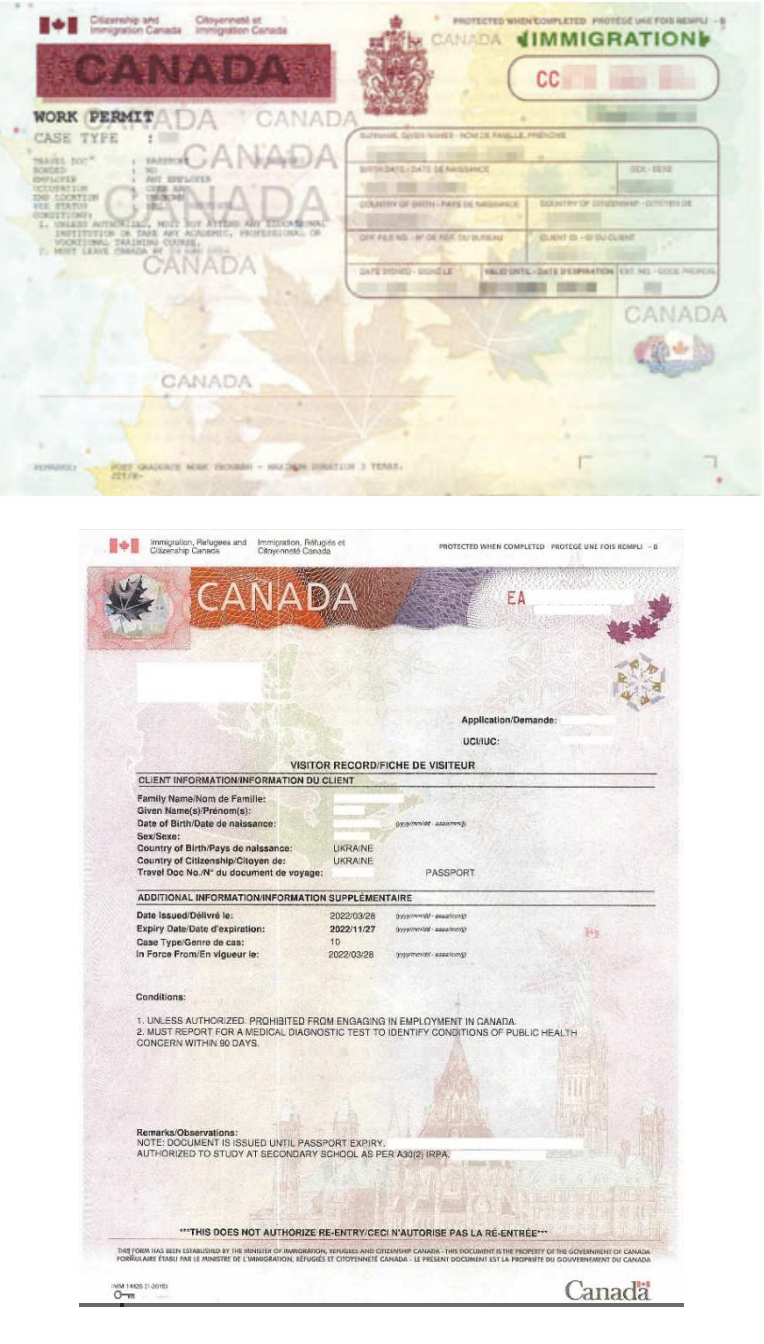 Citizenship and Citoyenneté et
Immigration Canada Immigration Canada
PROTECTED WHEN COMPLETED PROTÉGÉ UNE FOIS REMPLI - B
CANADA IMMIGRATION
CANADA
CC
WORK PERMIT
CANADA CANADA
CASE TYPE :
CANADA
SURNAME, GIVEN NAMES - NOM DE FAMILLE, PRÉNOMS
TRAVEL DOC : PASSPORT
BONDED : NO
EMPLOYER : ANY EMPLOYER
OCCUPATION : OPEN
EMP LOCATION : UNKNOWN
FEE STATUS :
CONDITIONS:
BIRTH DATE - DATE DE NAISSANCE SEX - SEXE
CANADA
COUNTRY OF BIRTH - PAYS DE NAISSANCE COUNTRY OF CITIZENSHIP - CITOYEN DE
1. UNLESS AUTHORIZED, MUST NOT ATTEND ANY EDUCATIONAL
INSTITUTION OR TAKE ANY ACADEMIC, PROFESSIONAL OR
VOCATIONAL TRAINING COURSE.
2. MUST LEAVE CANADA BY
OFF. FILE NO. - Nº DE RÉF. DU BUREAU CLIENT ID. - ID DU CLIENT
CANADA
DATE SIGNED - SIGNÉ LE VALID UNTIL - DATE D'EXPIRATION EXT. NO. - CODE PROROG.
CANADA
CANADA
REMARKS: POST GRADUATE WORK PROGRAM - MAXIMUM DURATION 3 YEARS.
Immigration, Refugees and Immigration, Réfugiés et
Citizenship Canada Citoyenneté Canada
PROTECTED WHEN COMPLETED PROTÉGÉ UNE FOIS REMPLI - B
CANADA
EA
Application/Demande:
UCI/IUC:
VISITOR RECORD/FICHE DE VISITEUR
CLIENT INFORMATION/INFORMATION DU CLIENT
Family Name/Nom de Famille:
Given Name(s)/Prénom(s):
Date of Birth/Date de naissance: (yyyy/mm/dd - aaaa/mm/jj)
Sex/Sexe:
Country of Birth/Pays de naissance: UKRAINE
Country of Citizenship/Citoyen de: UKRAINE
Travel Doc No./N° du document de voyage: PASSPORT
ADDITIONAL INFORMATION/INFORMATION SUPPLÉMENTAIRE
Date Issued/Délivré le: 2022/03/28 (yyyy/mm/dd - aaaa/mm/jj)
Expiry Date/Date d'expiration: 2022/11/27 (yyyy/mm/dd - aaaa/mm/jj)
Case Type/Genre de cas: 10
In Force From/En vigueur le: 2022/03/28 (yyyy/mm/dd - aaaa/mm/jj)
Conditions:
1. UNLESS AUTHORIZED. PROHIBITED FROM ENGAGING IN EMPLOYMENT IN CANADA.
2. MUST REPORT FOR A MEDICAL DIAGNOSTIC TEST TO IDENTIFY CONDITIONS OF PUBLIC HEALTH
CONCERN WITHIN 90 DAYS.
Remarks/Observations:
NOTE: DOCUMENT IS ISSUED UNTIL PASSPORT EXPIRY.
AUTHORIZED TO STUDY AT SECONDARY SCHOOL AS PER A30(2) IRPA.
***THIS DOES NOT AUTHORIZE RE-ENTRY/CECI N'AUTORISE PAS LA RÉ-ENTRÉE***
THIS FORM HAS BEEN ESTABLISHED BY THE MINISTER OF IMMIGRATION, REFUGEES AND CITIZENSHIP CANADA - THIS DOCUMENT IS THE PROPERTY OF THE GOVERNMENT OF CANADA
FORMULAIRE ÉTABLI PAR LE MINISTRE DE L'IMMIGRATION, RÉFUGIÉS ET CITOYENNETÉ CANADA - LE PRÉSENT DOCUMENT EST LA PROPRIÉTÉ DU GOUVERNEMENT DU CANADA
Canada